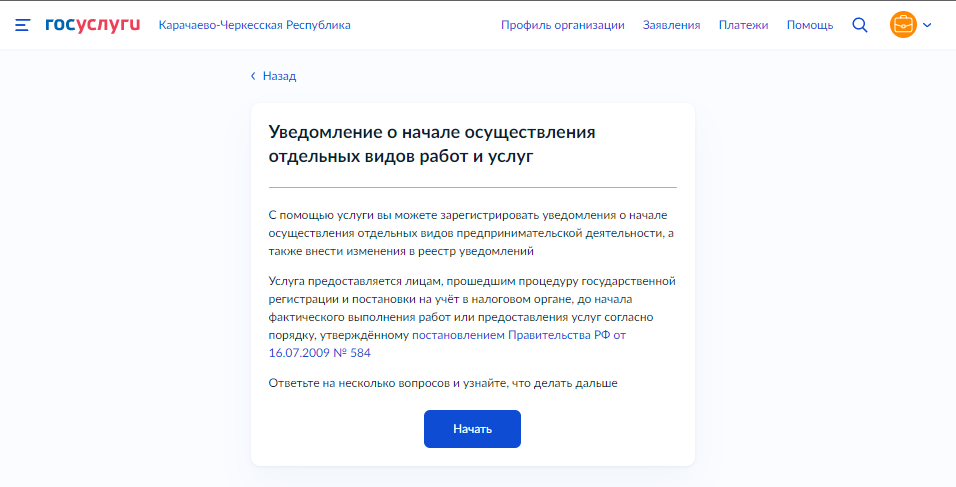 госуслуги Карачаево-Черкесская Республика Профиль организации Заявления Платежи Помощь
Назад
Уведомление о начале осуществления
отдельных видов работ и услуг
С помощью услуги вы можете зарегистрировать уведомления о начале
осуществления отдельных видов предпринимательской деятельности, а
также внести изменения в реестр уведомлений
Услуга предоставляется лицам, прошедшим процедуру государственной
регистрации и постановки на учёт в налоговом органе, до начала
фактического выполнения работ или предоставления услуг согласно
порядку, утверждённому постановлением Правительства РФ от
16.07.2009 № 584
Ответьте на несколько вопросов и узнайте, что делать дальше
Начать